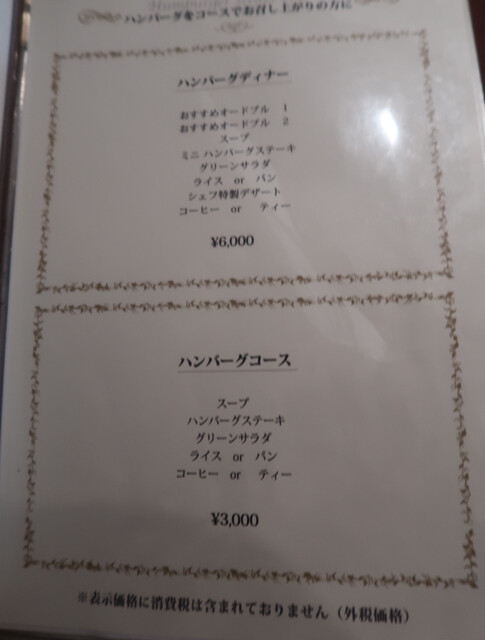 ハンバーグをコースでお召し上がりの方に
ハンバーグディナー
おすすめオードブル 1
おすすめオードブル 2
スープ
ミニ ハンバーグステーキ
グリーンサラダ
ライス or パン
シェフ特製デザート
コーヒー or ティー
¥6,000
ハンバーグコース
スープ
ハンバーグステーキ
グリーンサラダ
ライス or パン
コーヒー or ティー
¥3,000
※表示価格に消費税は含まれておりません（外税価格）